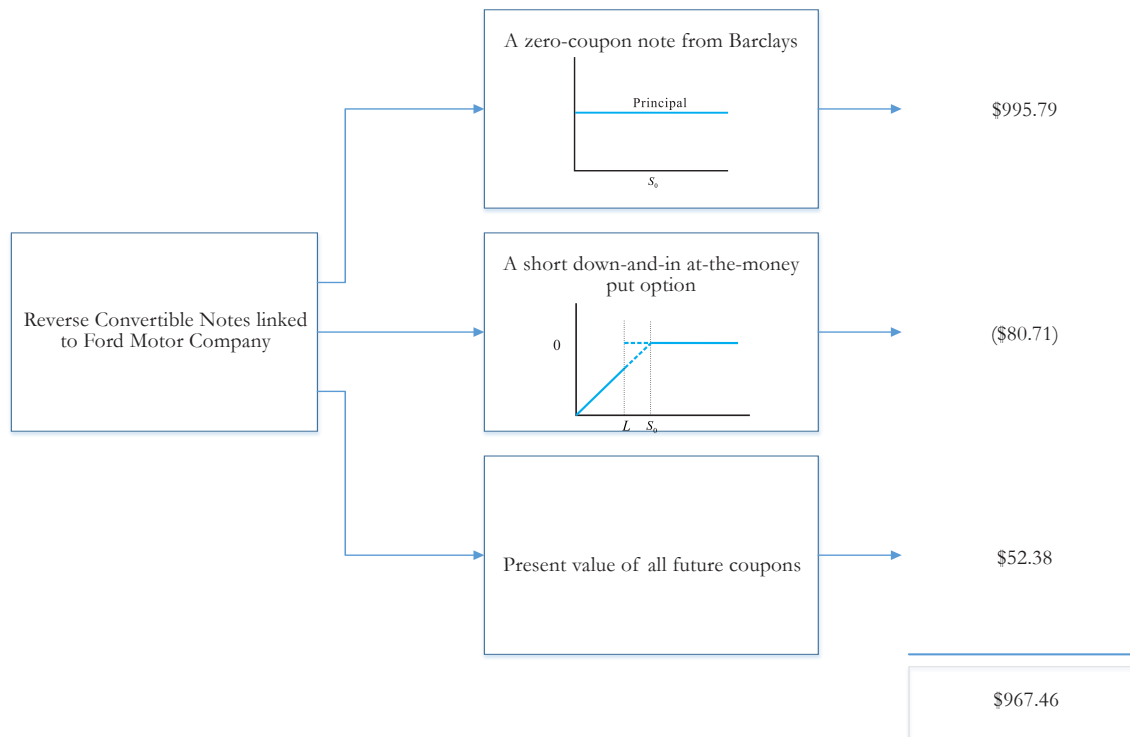 A zero-coupon note from Barclays
Principal
S₀
$995.79
Reverse Convertible Notes linked
to Ford Motor Company
A short down-and-in at-the-money
put option
0
L S₀
($80.71)
Present value of all future coupons
$52.38
$967.46